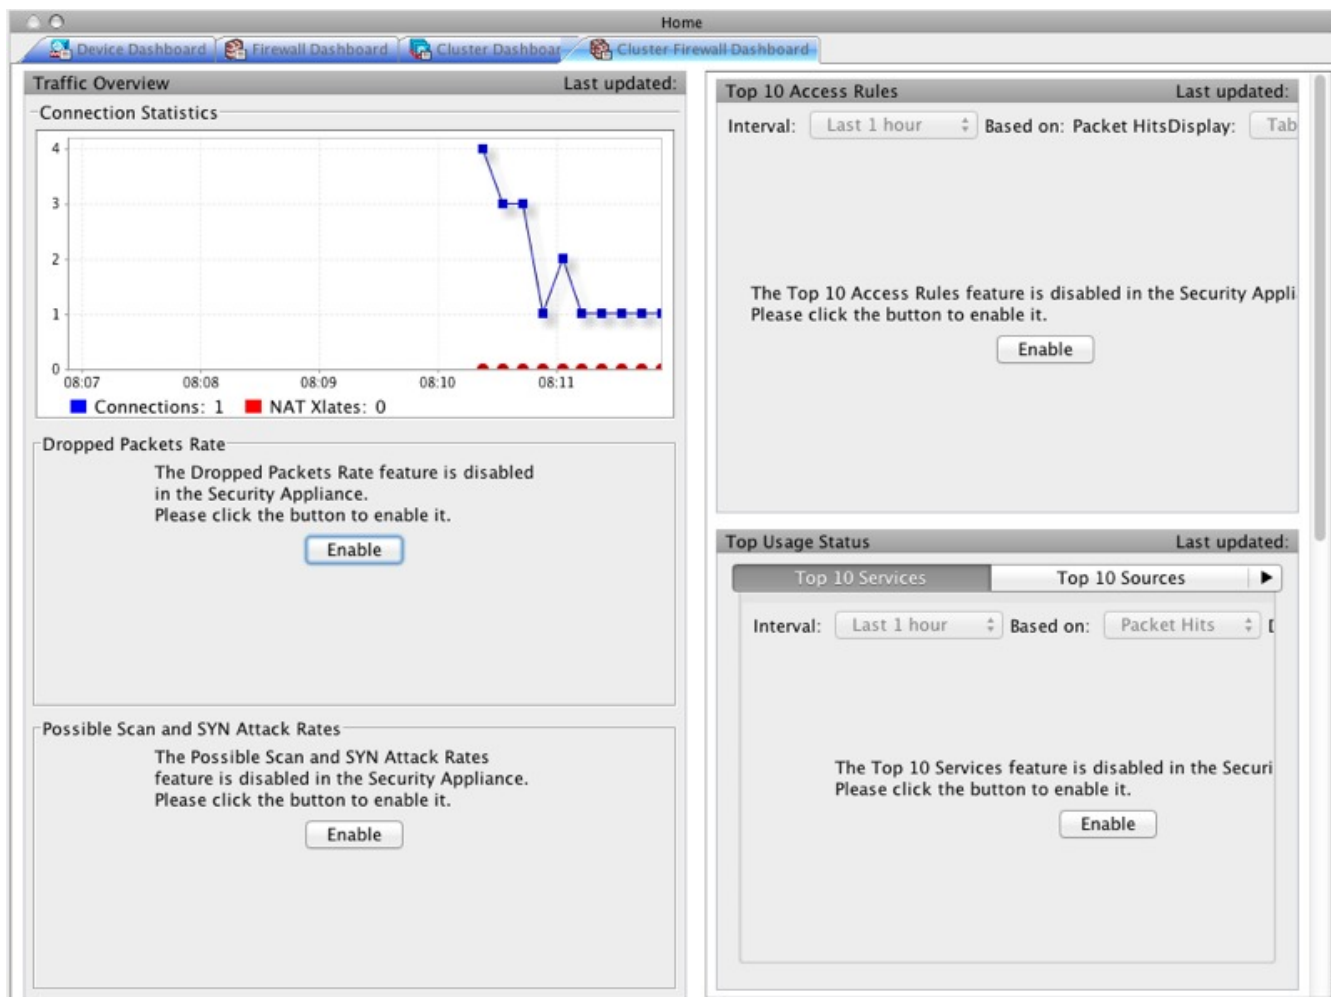 Home
Device Dashboard Firewall Dashboard Cluster Dashboar Cluster Firewall Dashboard
Traffic Overview Last updated:
Connection Statistics
4
3
2
1
0
08:07 08:08 08:09 08:10 08:11
Connections: 1 NAT Xlates: 0
Dropped Packets Rate
The Dropped Packets Rate feature is disabled
in the Security Appliance.
Please click the button to enable it.
Enable
Possible Scan and SYN Attack Rates
The Possible Scan and SYN Attack Rates
feature is disabled in the Security Appliance.
Please click the button to enable it.
Enable
Top 10 Access Rules Last updated:
Interval: Last 1 hour Based on: Packet HitsDisplay: Tab
The Top 10 Access Rules feature is disabled in the Security Appli
Please click the button to enable it.
Enable
Top Usage Status Last updated:
Top 10 Services Top 10 Sources
Interval: Last 1 hour Based on: Packet Hits
The Top 10 Services feature is disabled in the Securi
Please click the button to enable it.
Enable